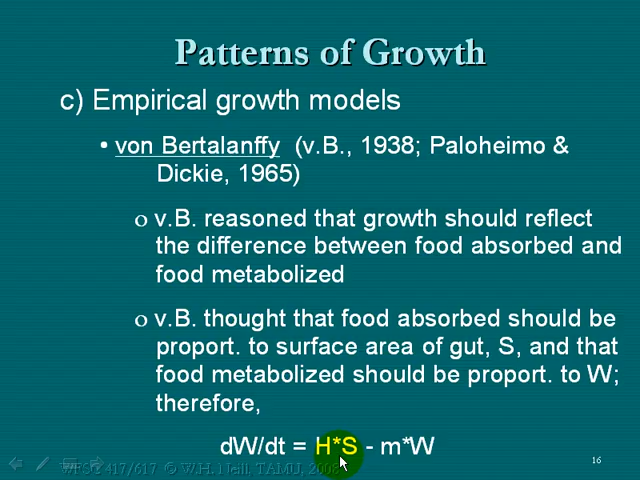 Patterns of Growth
c) Empirical growth models
• von Bertalanffy (v.B., 1938; Paloheimo &
Dickie, 1965)
o v.B. reasoned that growth should reflect
the difference between food absorbed and
food metabolized
o v.B. thought that food absorbed should be
proport. to surface area of gut, S, and that
food metabolized should be proport. to W;
therefore,
dW/dt = H*S - m*W
WFSC 417/617 © W.H. Neill, TAMU, 2008
16